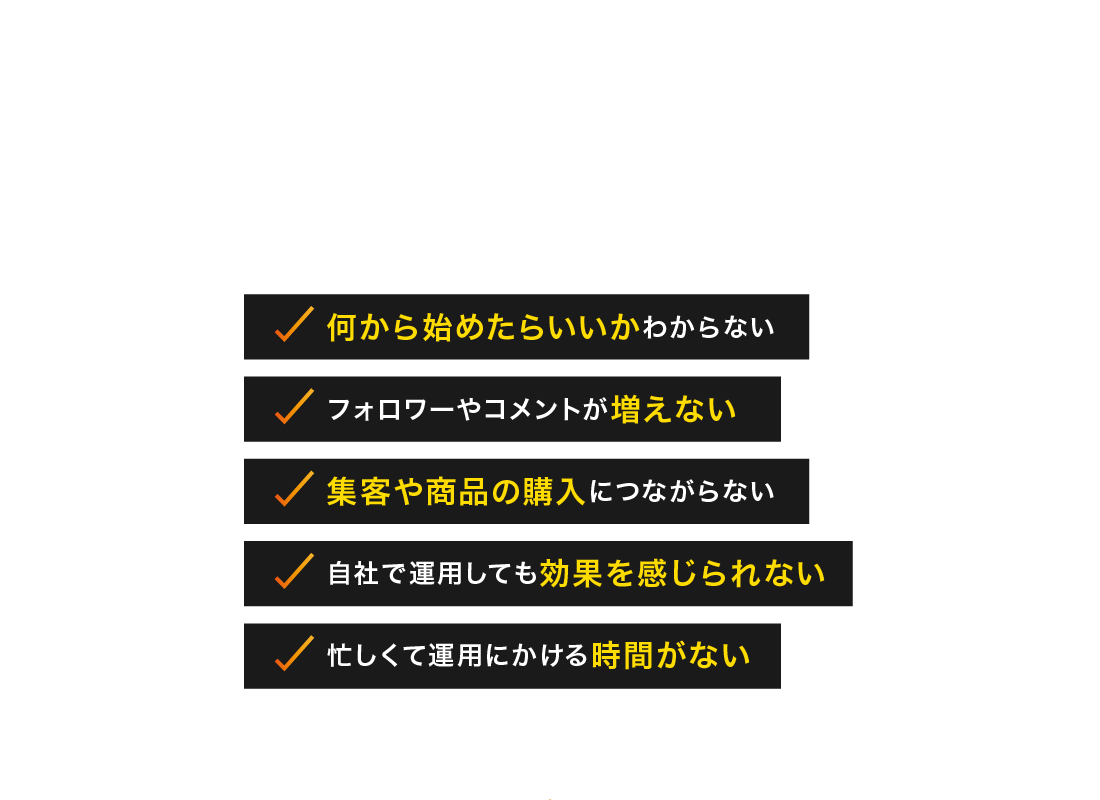 何から始めたらいいかわからない
フォロワーやコメントが増えない
集客や商品の購入につながらない
自社で運用しても効果を感じられない
忙しくて運用にかける時間がない